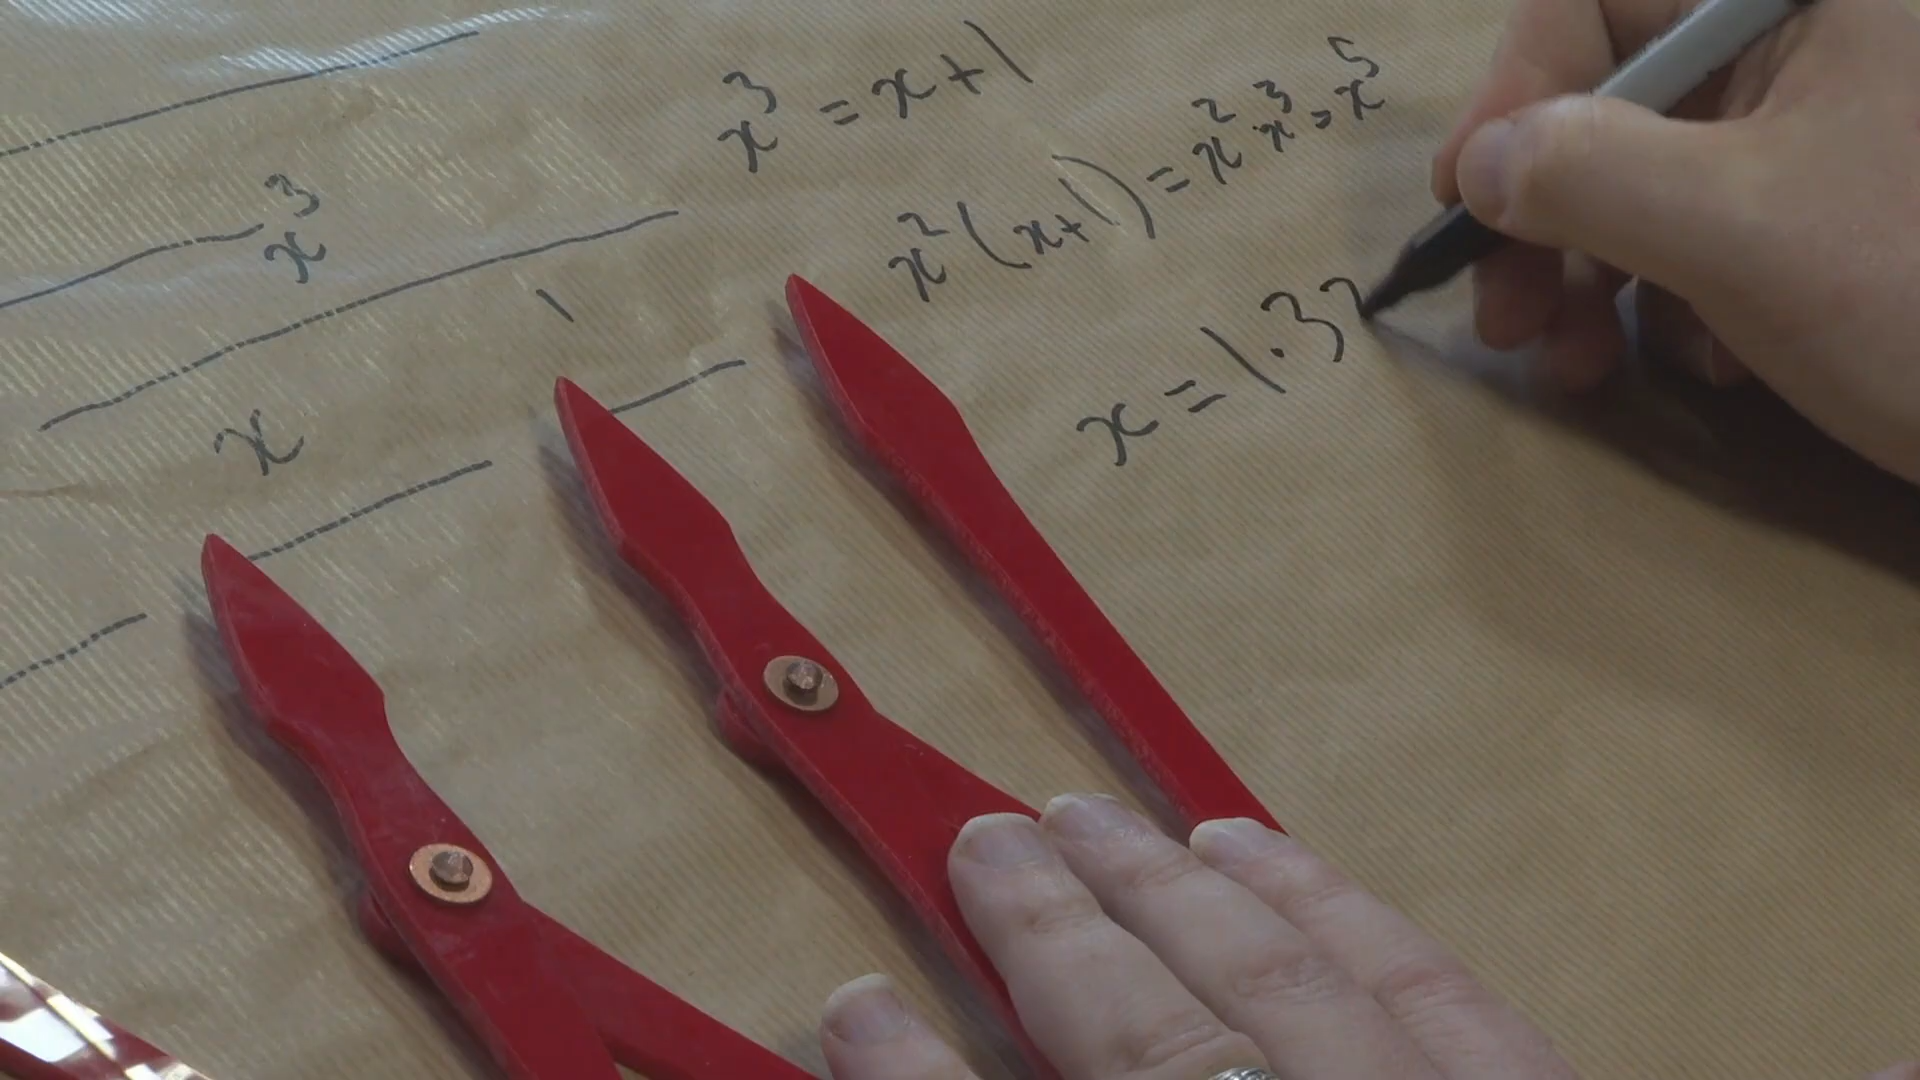 x³ = x+1
x²(x+1) = x²·x³ = x⁵
x = 1.32
x³
1
x